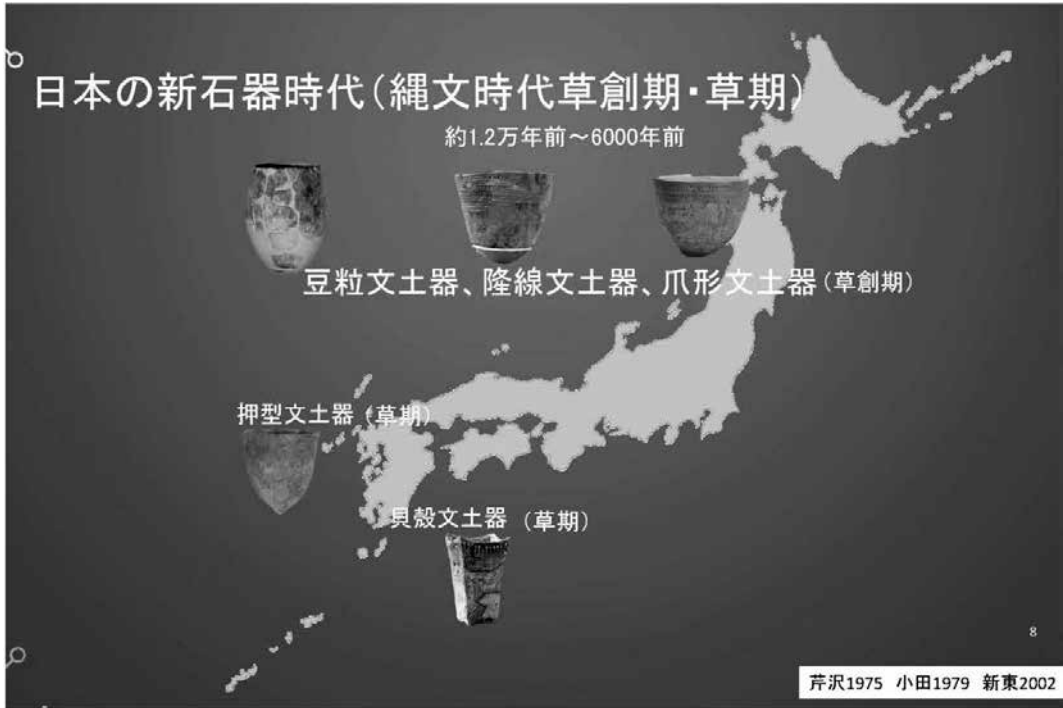 日本の新石器時代(縄文時代草創期・草期)
約1.2万年前～6000年前
豆粒文土器、隆線文土器、爪形文土器(草創期)
押型文土器(草期)
貝殻文土器(草期)
8
芹沢1975 小田1979 新東2002